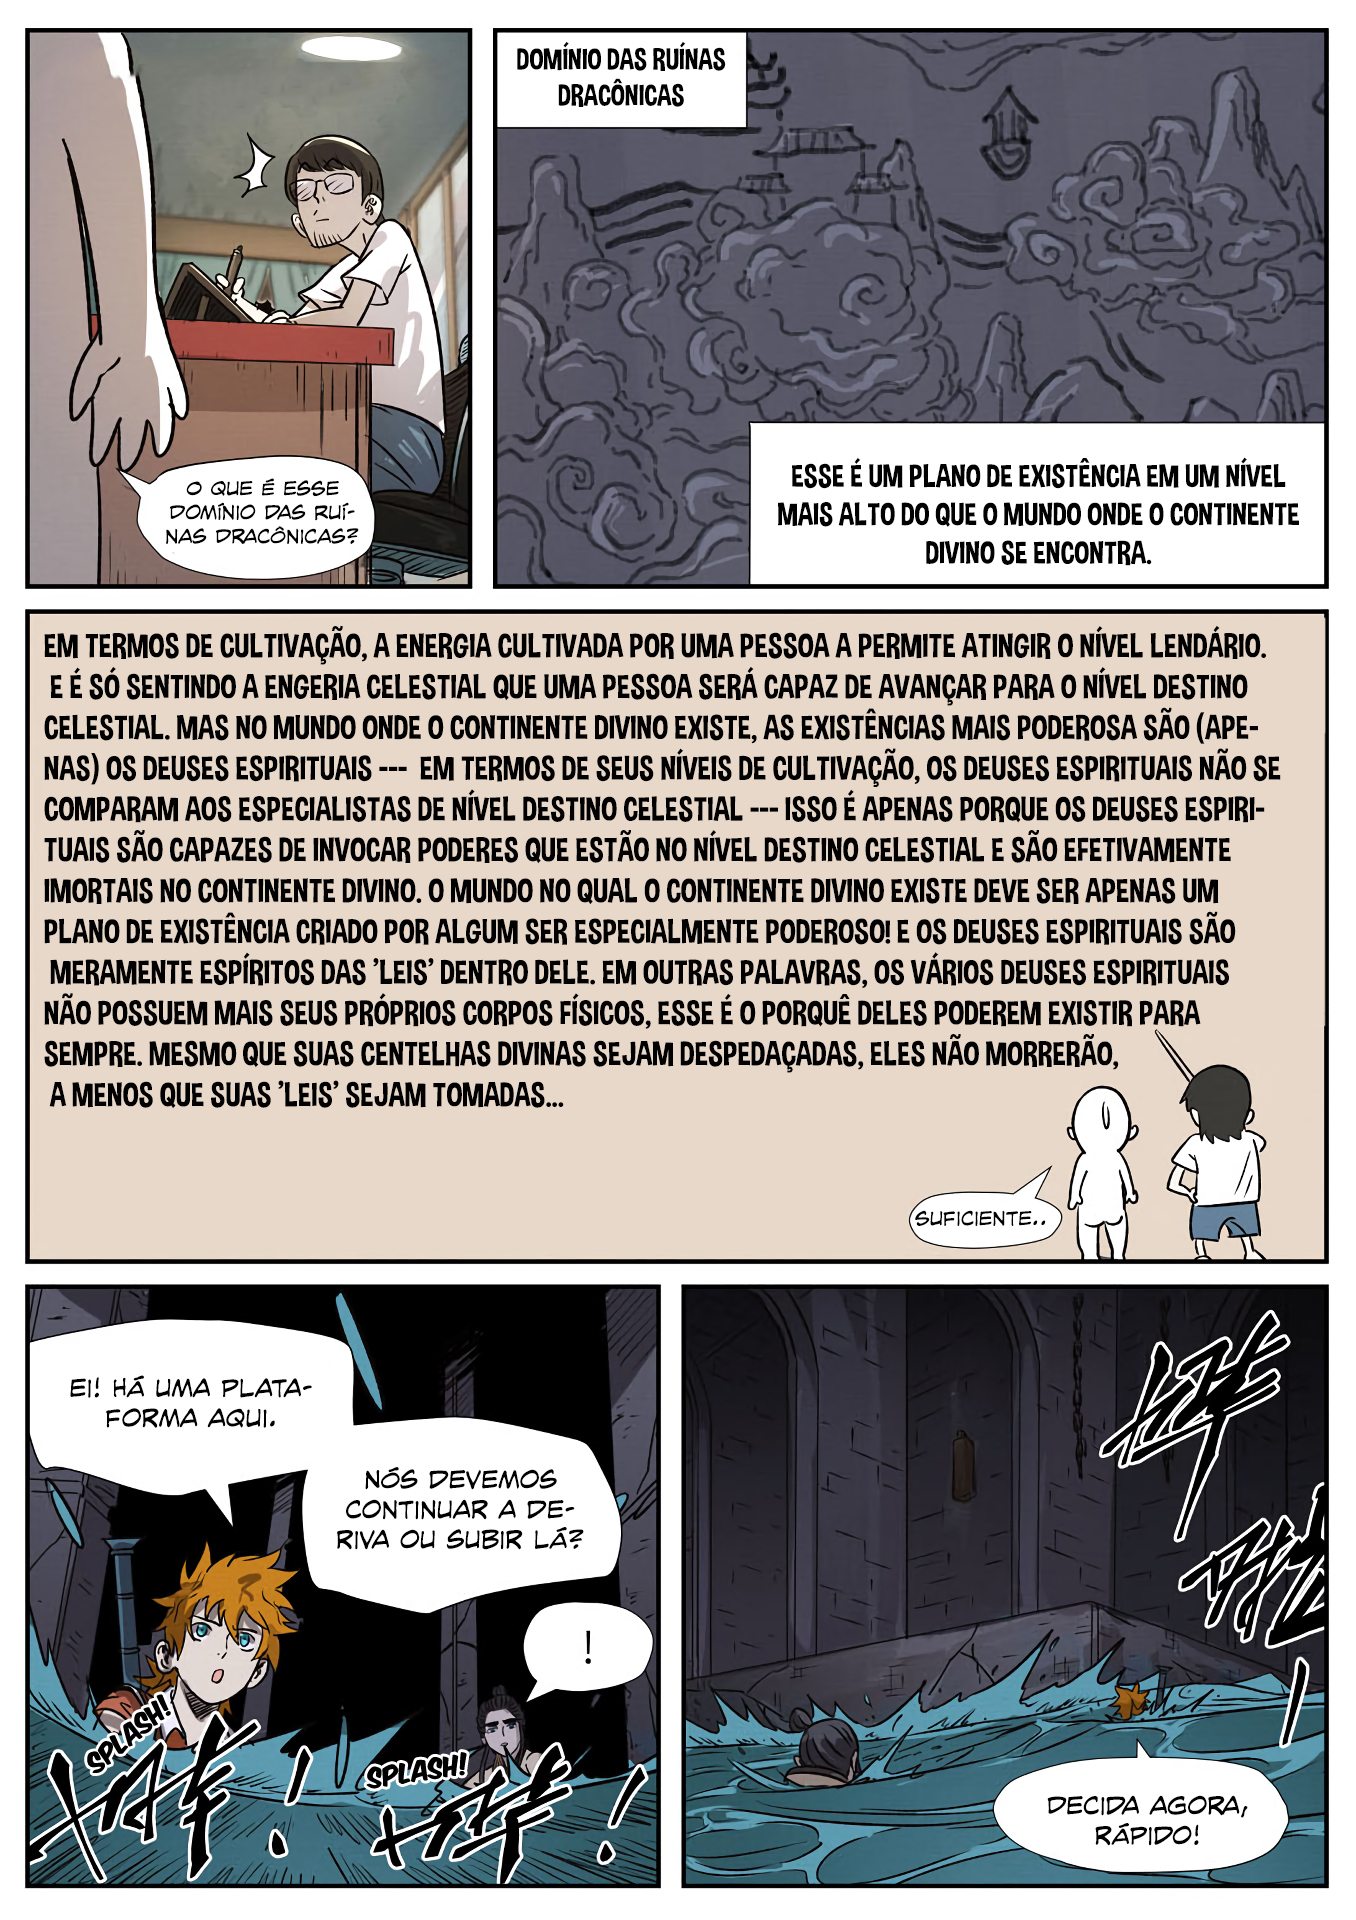 O QUE É ESSE
DOMÍNIO DAS RUÍ-
NAS DRACÔNICAS?
DOMÍNIO DAS RUÍNAS
DRACÔNICAS
ESSE É UM PLANO DE EXISTÊNCIA EM UM NÍVEL
MAIS ALTO DO QUE O MUNDO ONDE O CONTINENTE
DIVINO SE ENCONTRA.
EM TERMOS DE CULTIVAÇÃO, A ENERGIA CULTIVADA POR UMA PESSOA A PERMITE ATINGIR O NÍVEL LENDÁRIO.
E É SÓ SENTINDO A ENGERIA CELESTIAL QUE UMA PESSOA SERÁ CAPAZ DE AVANÇAR PARA O NÍVEL DESTINO
CELESTIAL. MAS NO MUNDO ONDE O CONTINENTE DIVINO EXISTE, AS EXISTÊNCIAS MAIS PODEROSA SÃO (APE-
NAS) OS DEUSES ESPIRITUAIS --- EM TERMOS DE SEUS NÍVEIS DE CULTIVAÇÃO, OS DEUSES ESPIRITUAIS NÃO SE
COMPARAM AOS ESPECIALISTAS DE NÍVEL DESTINO CELESTIAL --- ISSO É APENAS PORQUE OS DEUSES ESPIRI-
TUAIS SÃO CAPAZES DE INVOCAR PODERES QUE ESTÃO NO NÍVEL DESTINO CELESTIAL E SÃO EFETIVAMENTE
IMORTAIS NO CONTINENTE DIVINO. O MUNDO NO QUAL O CONTINENTE DIVINO EXISTE DEVE SER APENAS UM
PLANO DE EXISTÊNCIA CRIADO POR ALGUM SER ESPECIALMENTE PODEROSO! E OS DEUSES ESPIRITUAIS SÃO
MERAMENTE ESPÍRITOS DAS 'LEIS' DENTRO DELE. EM OUTRAS PALAVRAS, OS VÁRIOS DEUSES ESPIRITUAIS
NÃO POSSUEM MAIS SEUS PRÓPRIOS CORPOS FÍSICOS, ESSE É O PORQUÊ DELES PODEREM EXISTIR PARA
SEMPRE. MESMO QUE SUAS CENTELHAS DIVINAS SEJAM DESPEDAÇADAS, ELES NÃO MORRERÃO,
A MENOS QUE SUAS 'LEIS' SEJAM TOMADAS...
SUFICIENTE..
EI! HÁ UMA PLATA-
FORMA AQUI.
NÓS DEVEMOS
CONTINUAR A DE-
RIVA OU SUBIR LÁ?
!
SPLASH!
SPLASH!
DECIDA AGORA,
RÁPIDO!